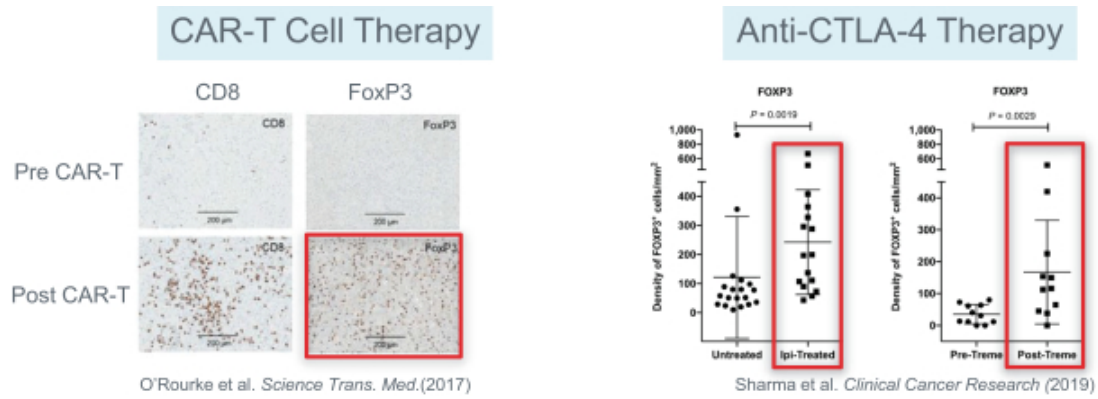 CAR-T Cell Therapy
CD8 FoxP3
Pre CAR-T
CD8
200 µm
FoxP3
200 µm
Post CAR-T
CD8
200 µm
FoxP3
200 µm
O'Rourke et al. Science Trans. Med.(2017)
Anti-CTLA-4 Therapy
FOXP3
P = 0.0019
Density of FOXP3⁺ cells/mm²
1,000
800
600
400
300
200
100
0
Untreated Ipi-Treated
FOXP3
P = 0.0029
Density of FOXP3⁺ cells/mm²
1,000
800
600
400
300
200
100
0
Pre-Treme Post-Treme
Sharma et al. Clinical Cancer Research (2019)